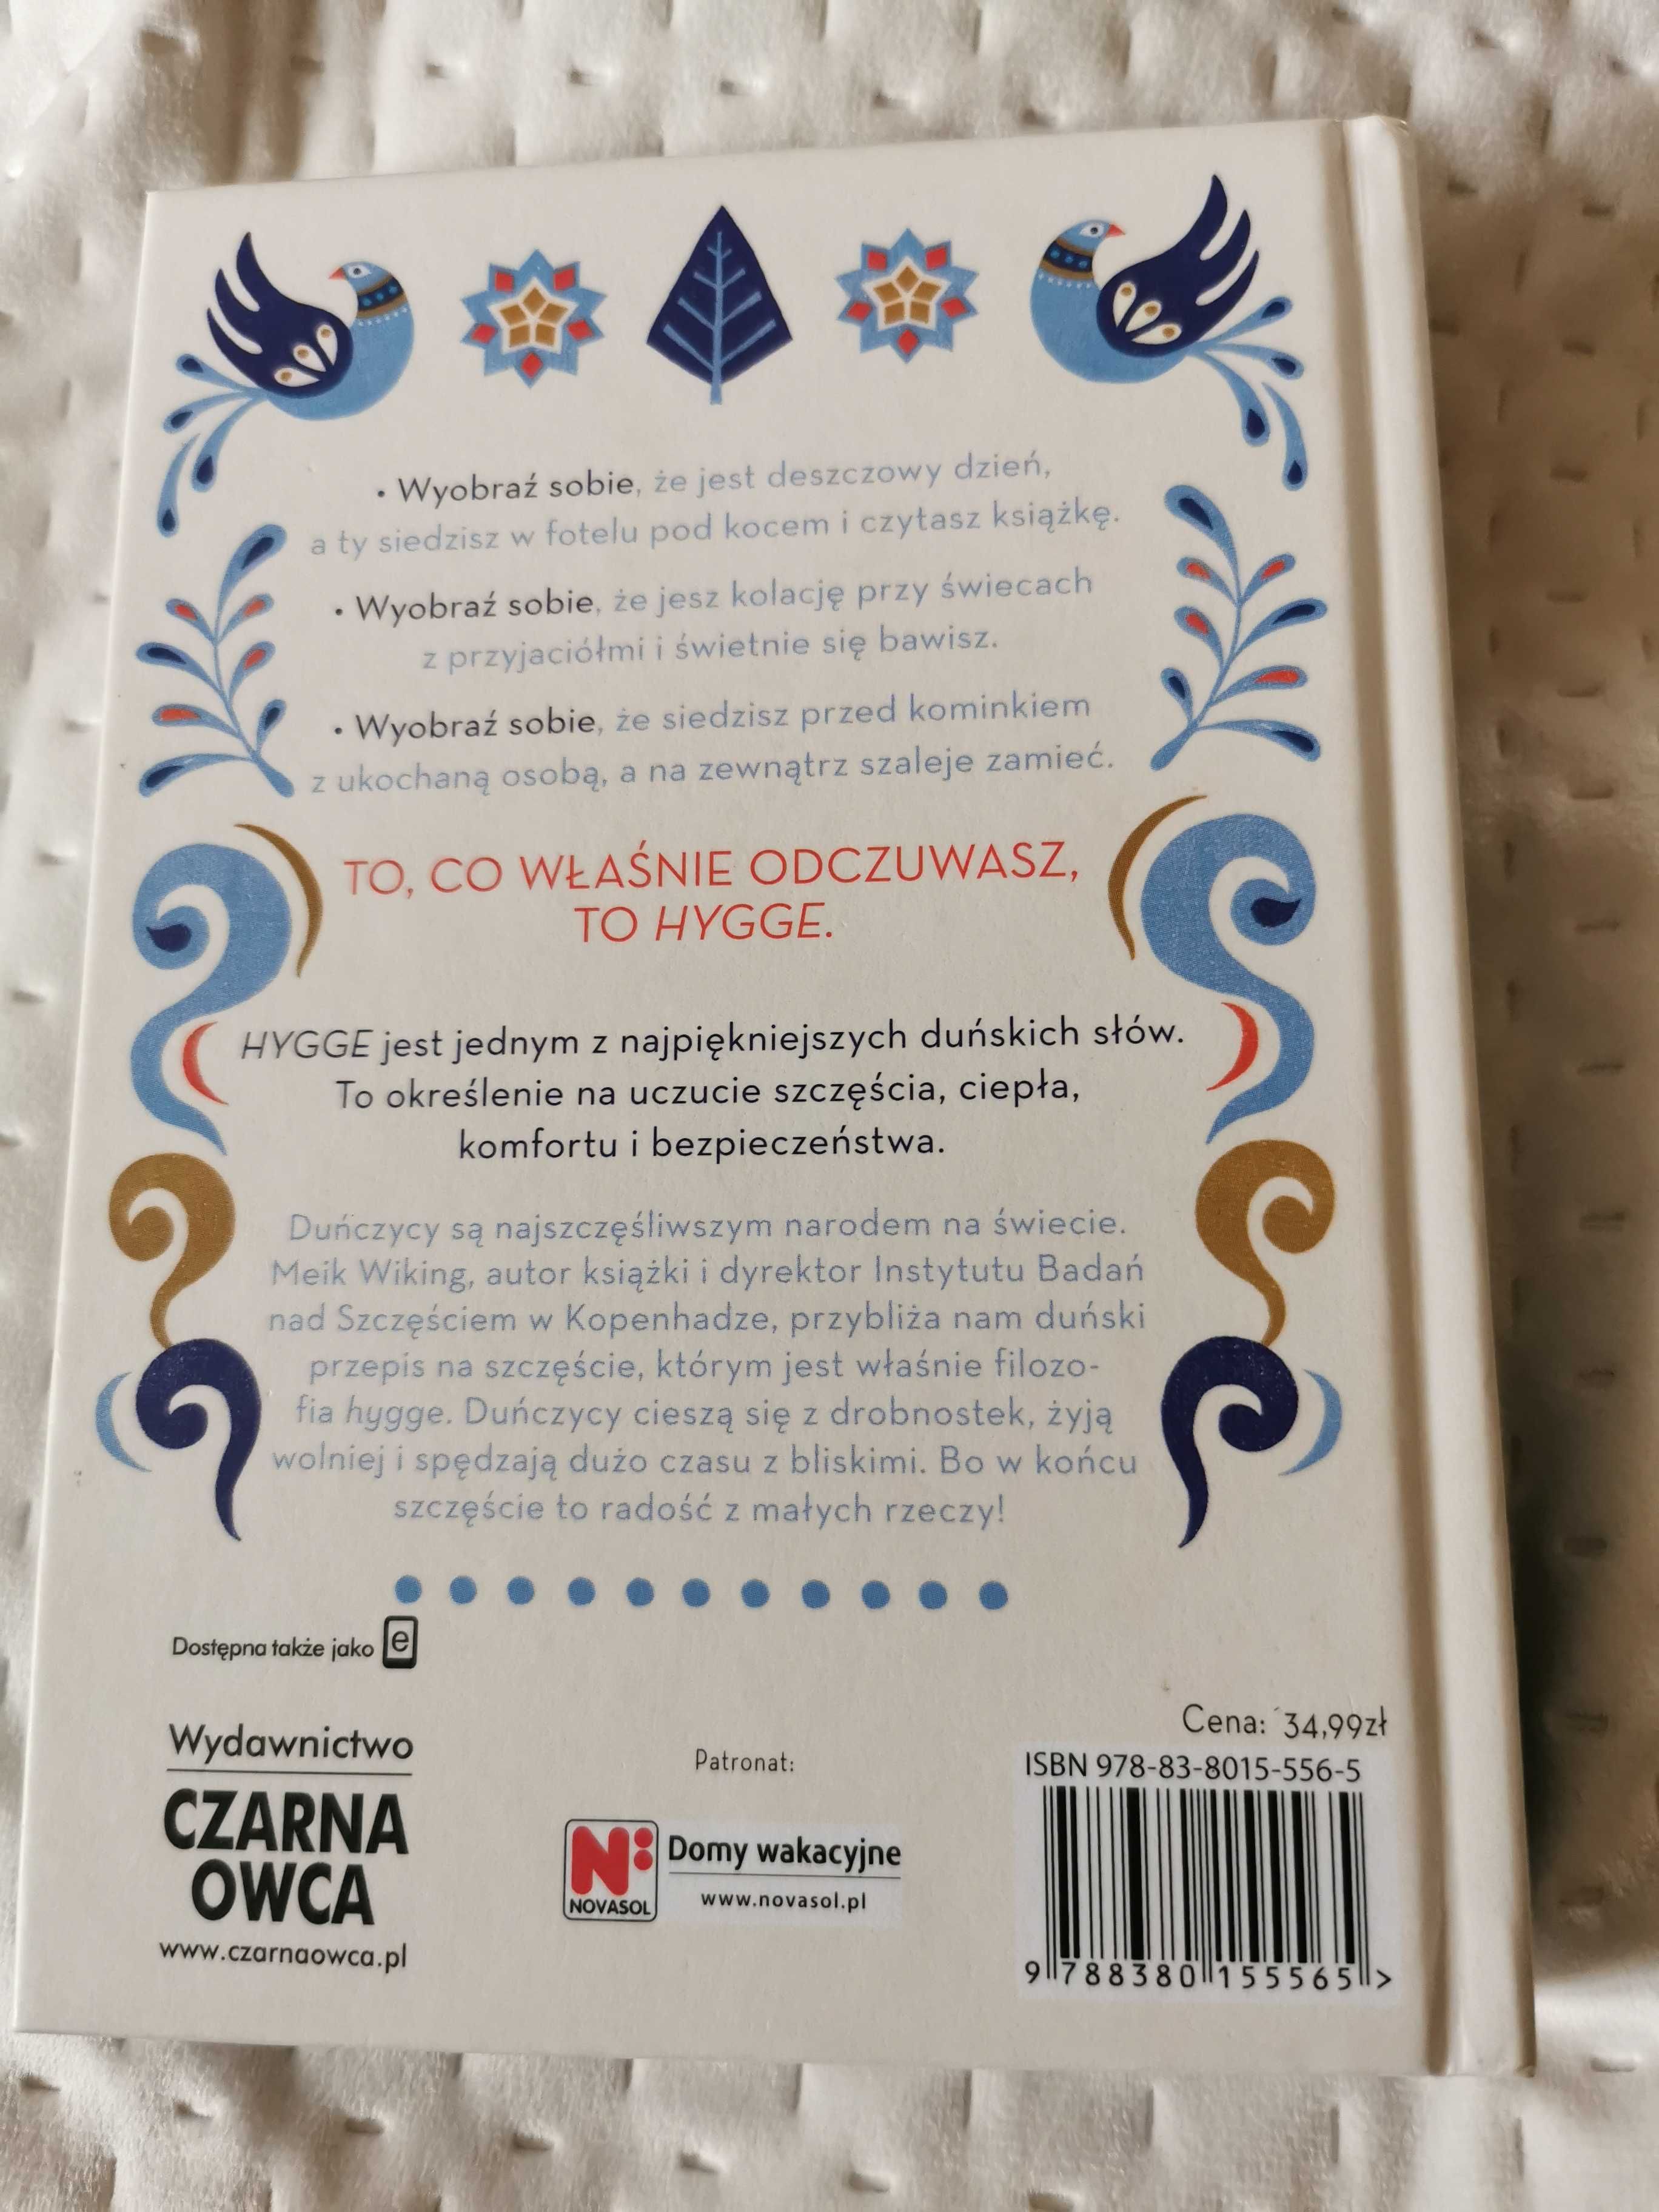 • Wyobraź sobie, że jest deszczowy dzień,
a ty siedzisz w fotelu pod kocem i czytasz książkę.
• Wyobraź sobie, że jesz kolację przy świecach
z przyjaciółmi i świetnie się bawisz.
• Wyobraź sobie, że siedzisz przed kominkiem
z ukochaną osobą, a na zewnątrz szaleje zamieć.
TO, CO WŁAŚNIE ODCZUWASZ,
TO HYGGE.
HYGGE jest jednym z najpiękniejszych duńskich słów.
To określenie na uczucie szczęścia, ciepła,
komfortu i bezpieczeństwa.
Duńczycy są najszczęśliwszym narodem na świecie.
Meik Wiking, autor książki i dyrektor Instytutu Badań
nad Szczęściem w Kopenhadze, przybliża nam duński
przepis na szczęście, którym jest właśnie filozo-
fia hygge. Duńczycy cieszą się z drobnostek, żyją
wolniej i spędzają dużo czasu z bliskimi. Bo w końcu
szczęście to radość z małych rzeczy!
Dostępna także jako e
Wydawnictwo
CZARNA
OWCA
www.czarnaowca.pl
Patronat:
NOVASOL
Domy wakacyjne
www.novasol.pl
Cena: 34,99zł
ISBN 978-83-8015-556-5
9 788380 155565 >